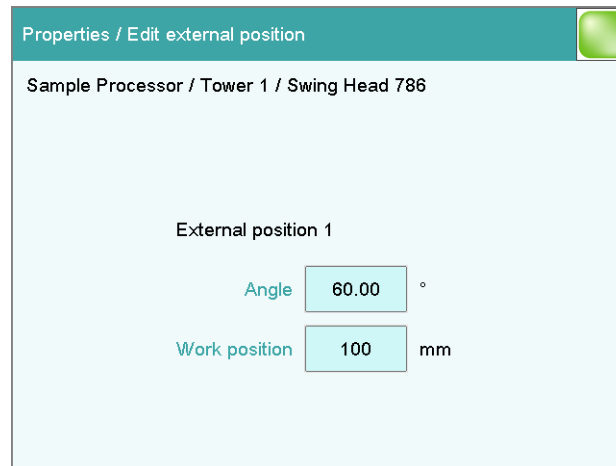 Properties / Edit external position
Sample Processor / Tower 1 / Swing Head 786
External position 1
Angle 60.00 °
Work position 100 mm